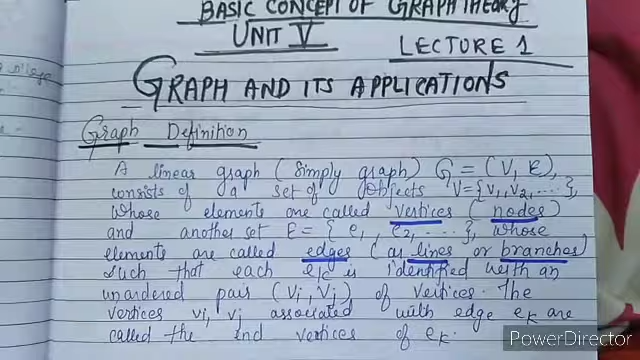 BASIC CONCEPT OF GRAPH THEORY
UNIT V
LECTURE 1
GRAPH AND ITS APPLICATIONS
Graph Definition
A linear graph (simply graph) G = (V, E),
consists of a set of objects V = {v1, v2, ....},
whose elements are called vertices (nodes)
and another set E = { e1, e2, ....}, whose
elements are called edges (or lines or branches)
such that each ek is identified with an
unordered pair (vi, vj) of vertices. The
vertices vi, vj associated with edge ek are
called the end vertices of ek.
PowerDirector